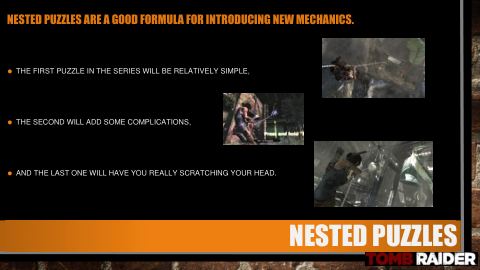 NESTED PUZZLES ARE A GOOD FORMULA FOR INTRODUCING NEW MECHANICS.
• THE FIRST PUZZLE IN THE SERIES WILL BE RELATIVELY SIMPLE,
• THE SECOND WILL ADD SOME COMPLICATIONS,
• AND THE LAST ONE WILL HAVE YOU REALLY SCRATCHING YOUR HEAD.
NESTED PUZZLES
TOMB RAIDER